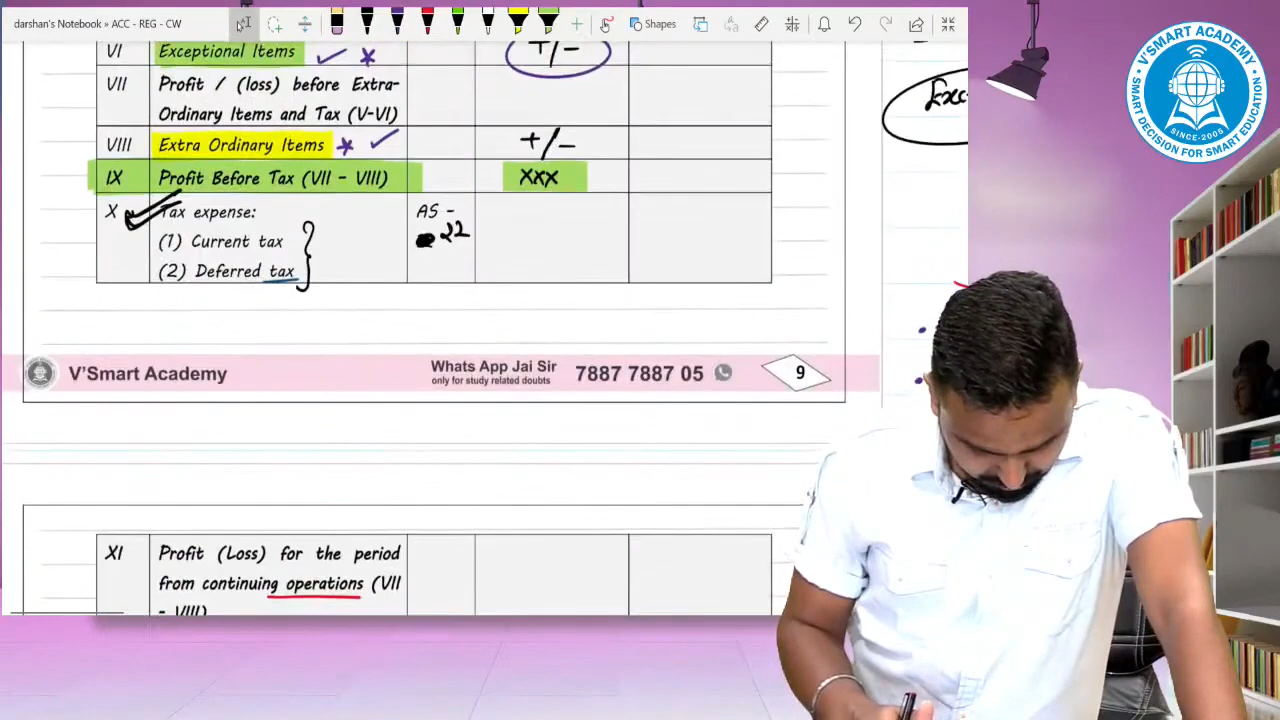 darshan's Notebook » ACC - REG - CW
Shapes
VI Exceptional Items +/-
VII Profit / (loss) before Extra-
Ordinary Items and Tax (V-VI)
VIII Extra Ordinary Items +/-
IX Profit Before Tax (VII - VIII) XXX
X Tax expense: AS -
(1) Current tax 22
(2) Deferred tax
V'Smart Academy
Whats App Jai Sir
only for study related doubts
7887 7887 05
9
XI Profit (Loss) for the period
from continuing operations (VII
- VIII)
Exc
V'SMART ACADEMY
SINCE-2005
SMART DECISION FOR SMART EDUCATION